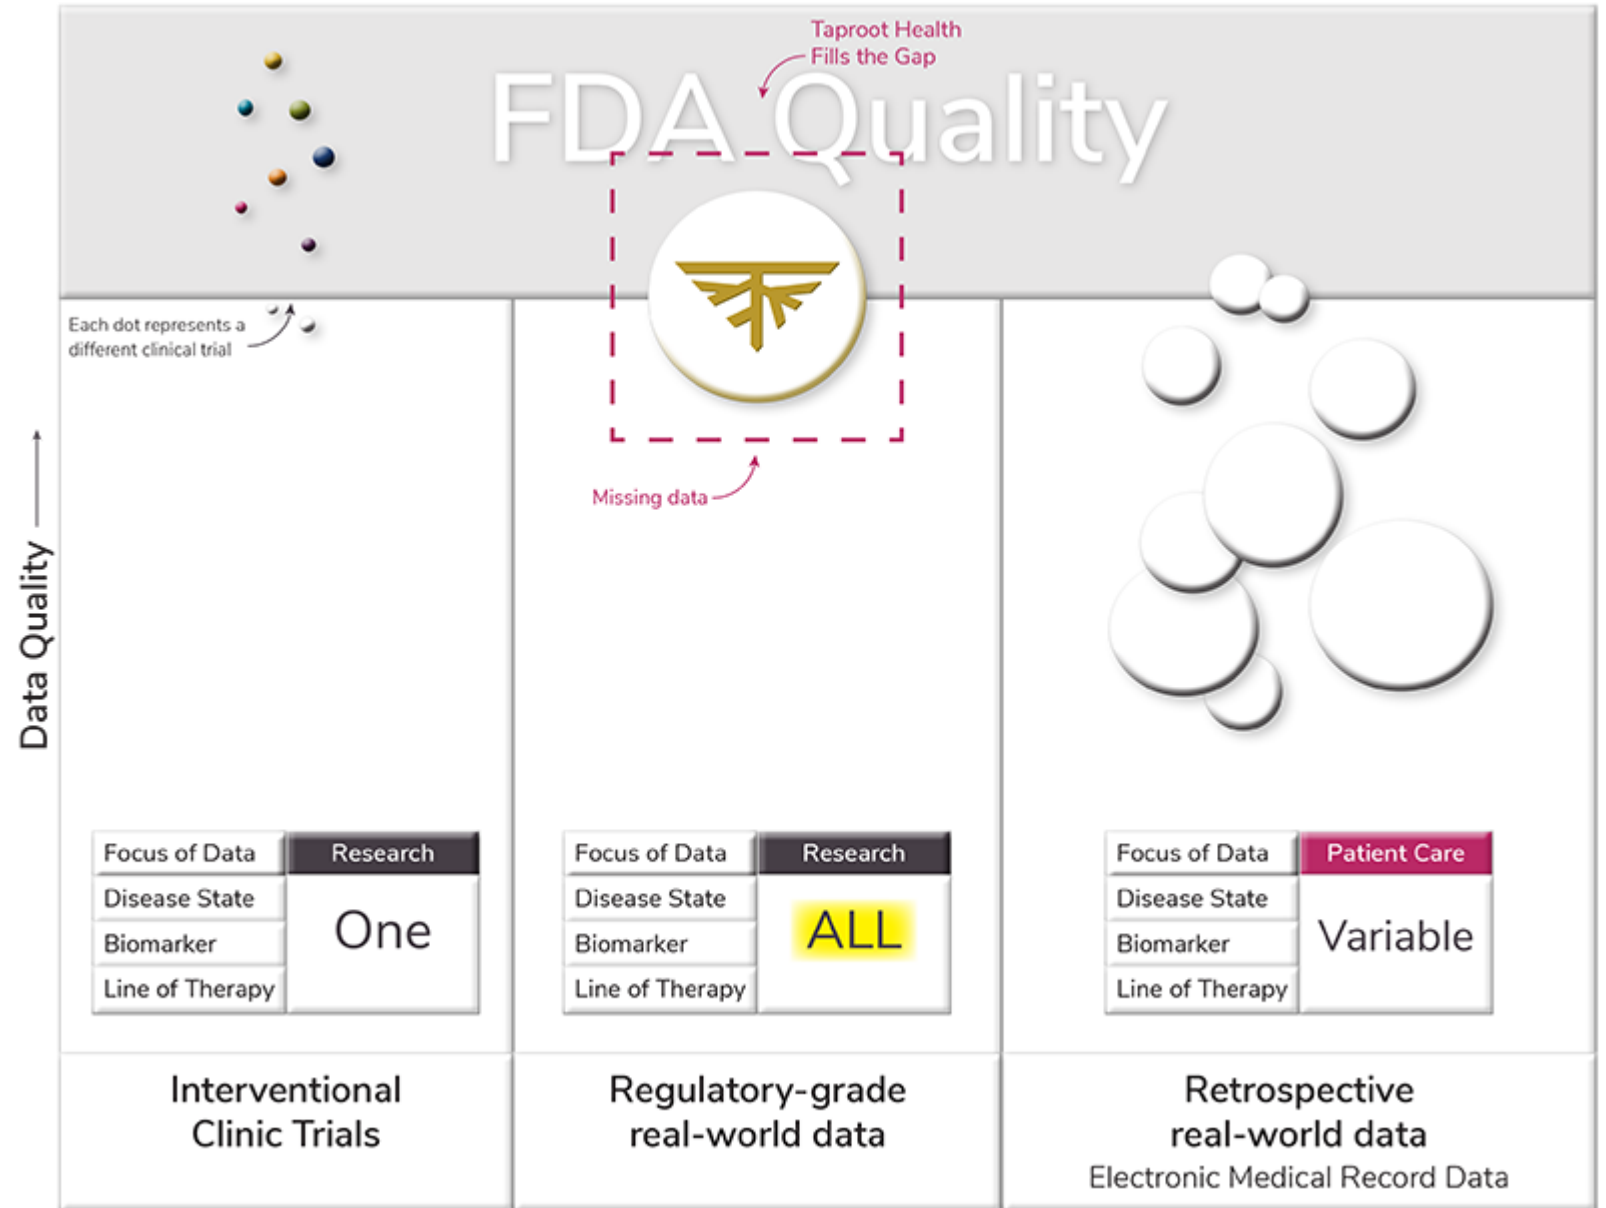 Taproot Health
Fills the Gap
FDA Quality
Each dot represents a
different clinical trial
Missing data
Data Quality
Focus of Data Research
Disease State
Biomarker
Line of Therapy
One
Focus of Data Research
Disease State
Biomarker
Line of Therapy
ALL
Focus of Data Patient Care
Disease State
Biomarker
Line of Therapy
Variable
Interventional
Clinic Trials
Regulatory-grade
real-world data
Retrospective
real-world data
Electronic Medical Record Data